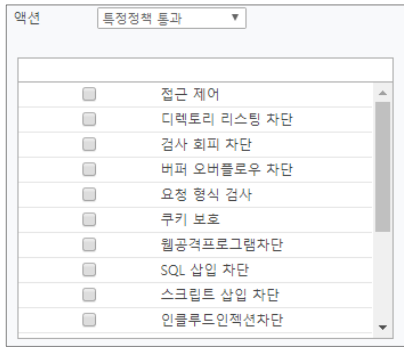 액션 특정정책 통과
접근 제어
디렉토리 리스팅 차단
검사 회피 차단
버퍼 오버플로우 차단
요청 형식 검사
쿠키 보호
웹공격프로그램차단
SQL 삽입 차단
스크립트 삽입 차단
인클루드인젝션차단